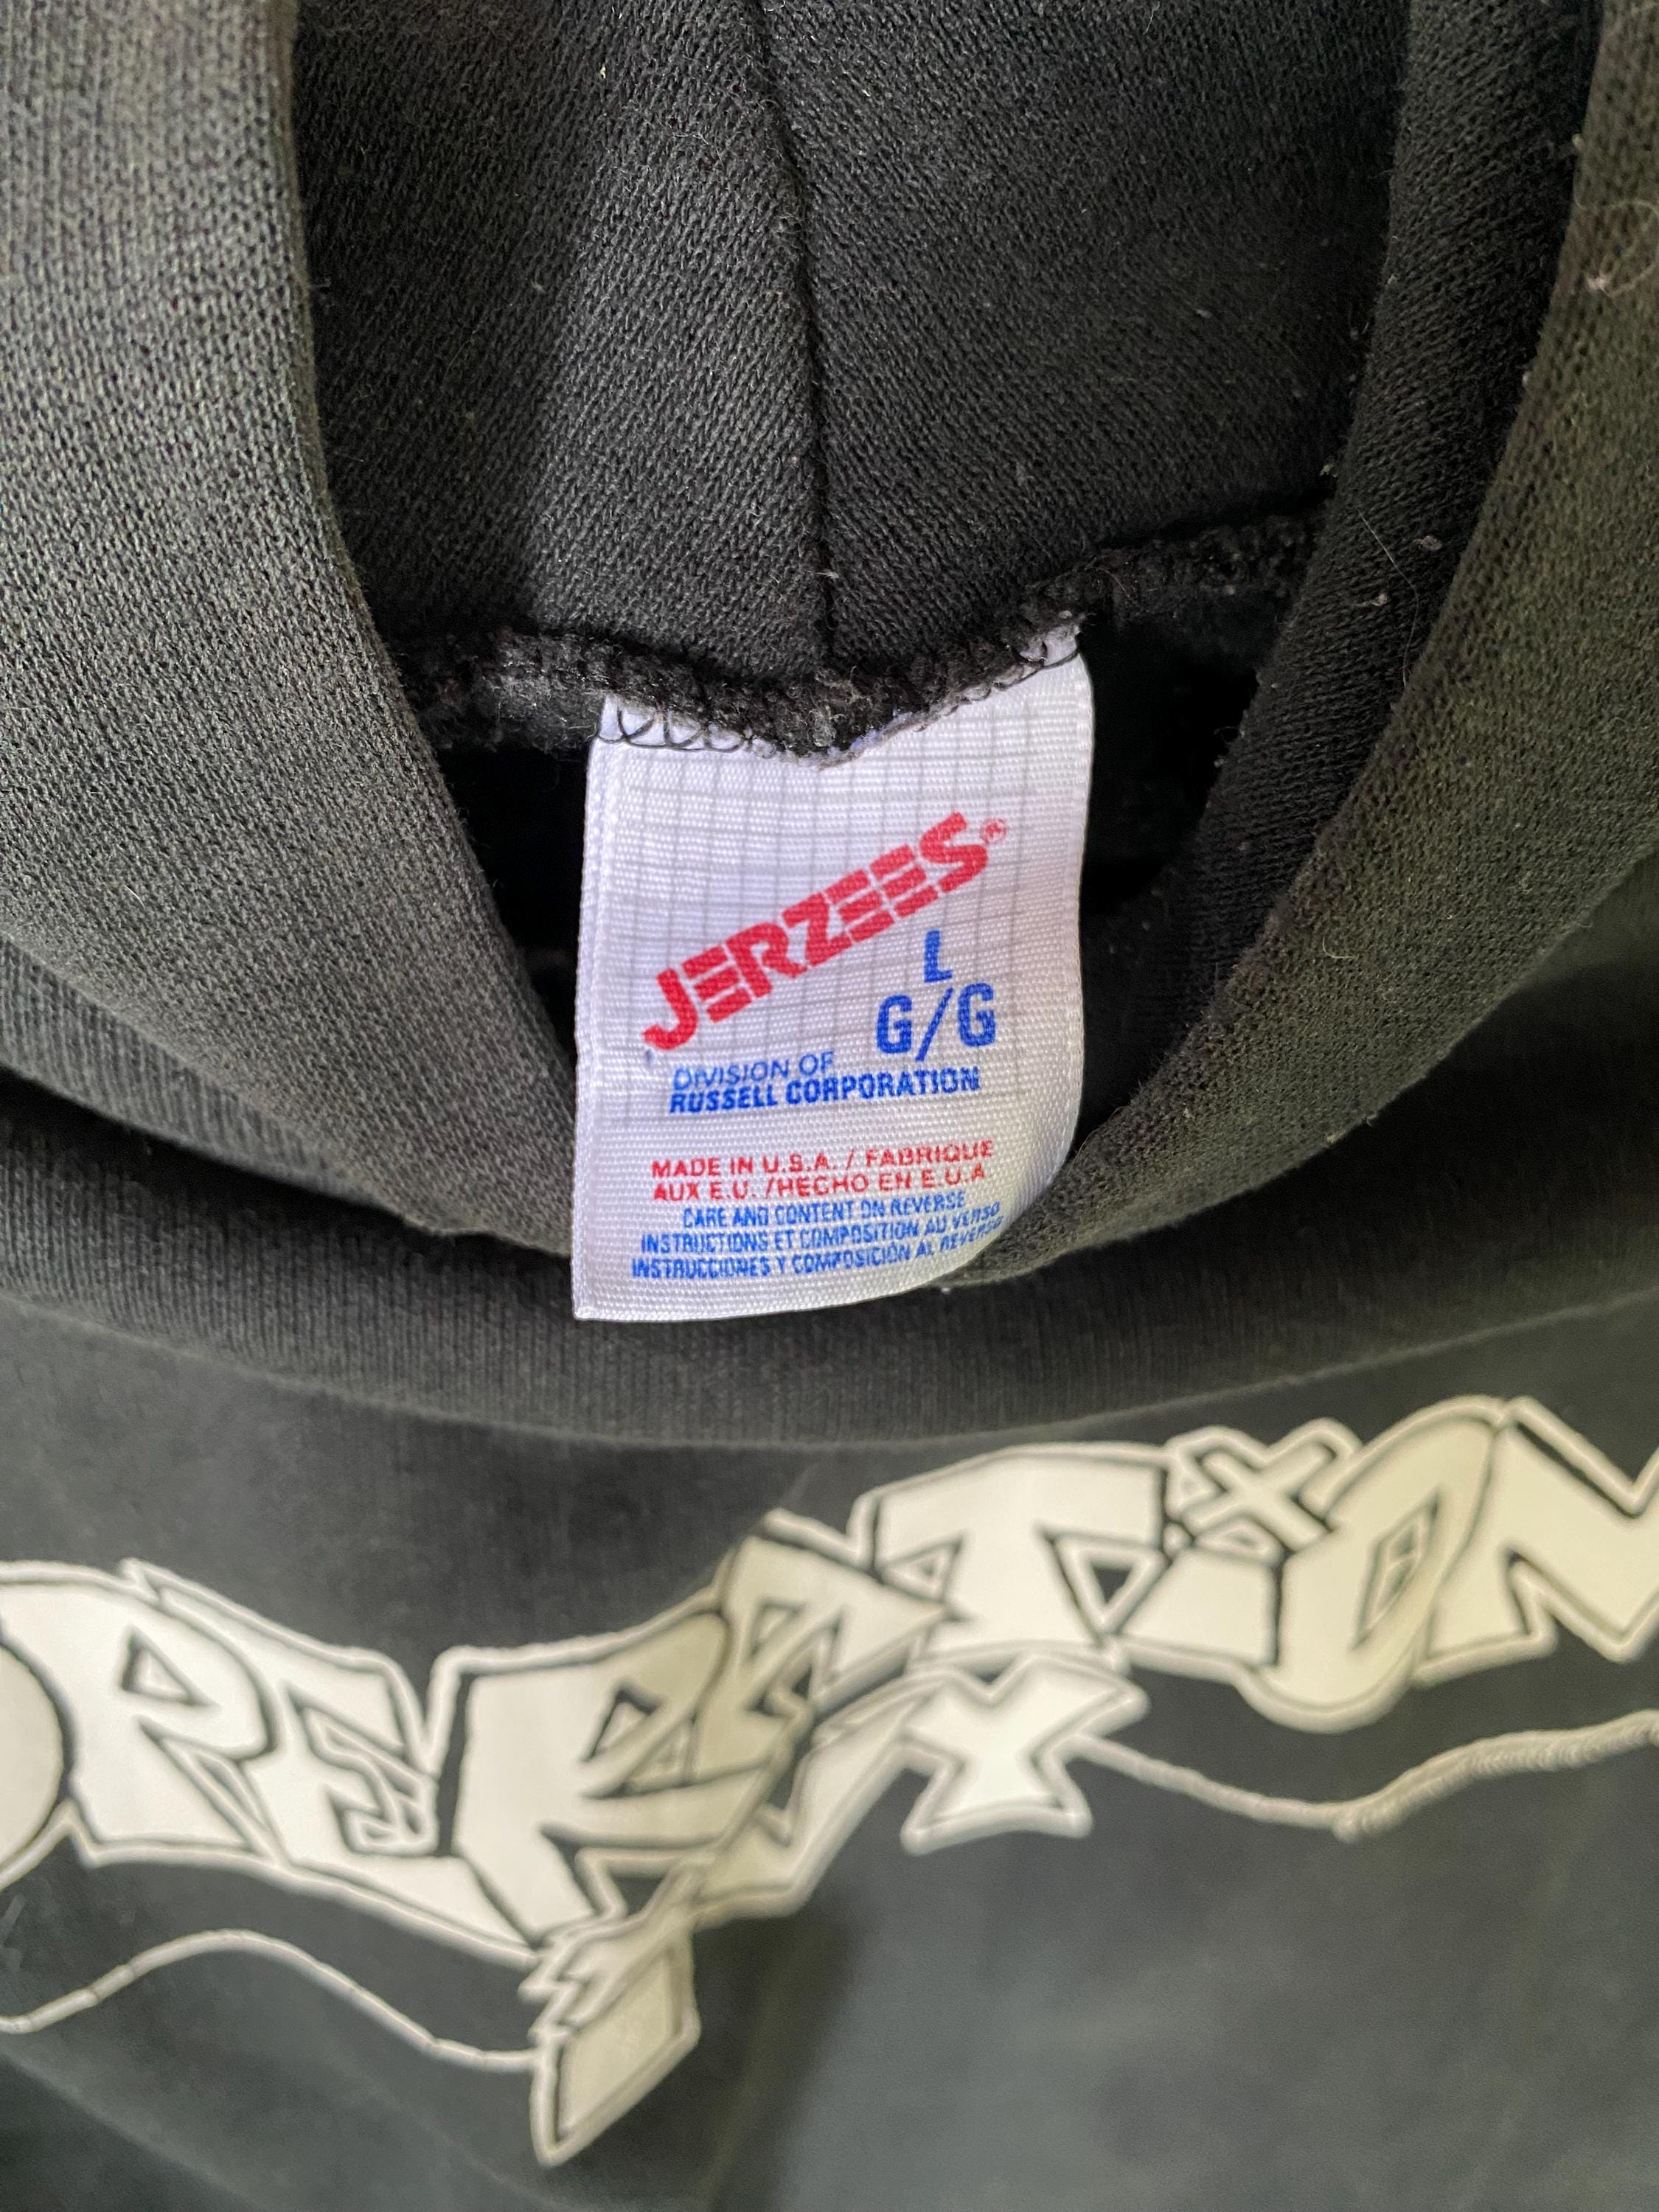 JERZEES®
L
G/G
DIVISION OF
RUSSELL CORPORATION
MADE IN U.S.A. / FABRIQUE
AUX E.U. /HECHO EN E.U.A
CARE AND CONTENT ON REVERSE
INSTRUCTIONS ET COMPOSITION AU VERSO
INSTRUCCIONES Y COMPOSICIÓN AL REVERSO
OPERATION